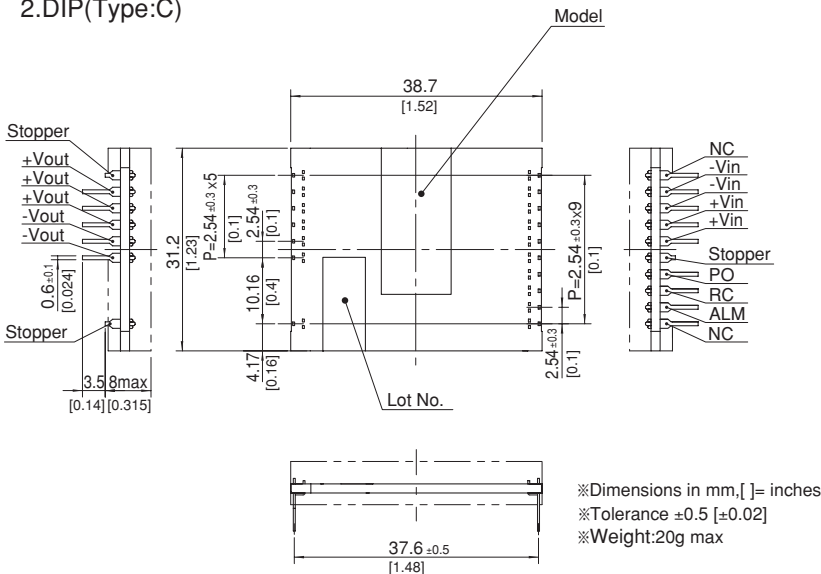 2.DIP(Type:C)
Model
38.7
[1.52]
Stopper
+Vout
+Vout
+Vout
-Vout
-Vout
Stopper
0.6±0.1
[0.024]
3.5
[0.14]
8max
[0.315]
31.2
[1.23]
P=2.54±0.3x5
[0.1]
2.54±0.3
[0.1]
10.16
[0.4]
4.17
[0.16]
Lot No.
P=2.54±0.3x9
[0.1]
2.54±0.3
[0.1]
NC
-Vin
-Vin
+Vin
+Vin
Stopper
PO
RC
ALM
NC
37.6±0.5
[1.48]
※Dimensions in mm,[ ]= inches
※Tolerance ±0.5 [±0.02]
※Weight:20g max